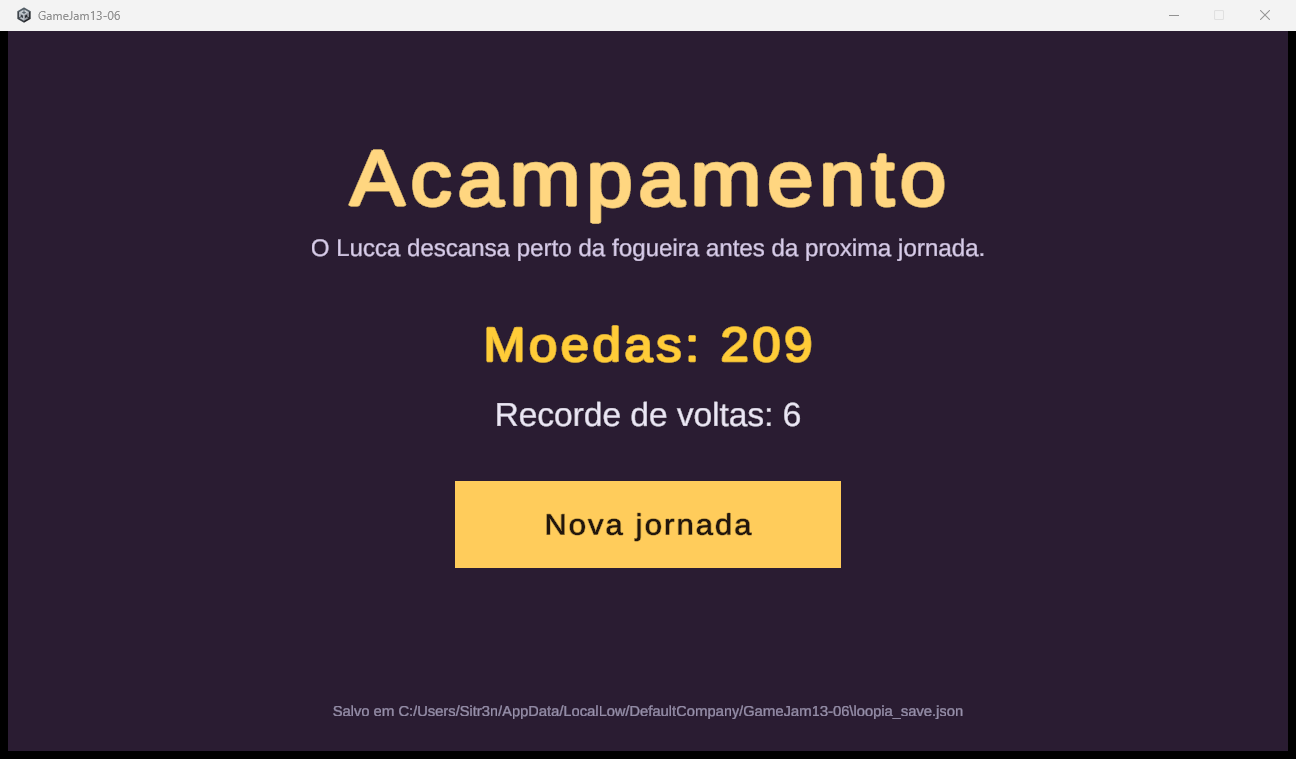 GameJam13-06
Acampamento
O Lucca descansa perto da fogueira antes da proxima jornada.
Moedas: 209
Recorde de voltas: 6
Nova jornada
Salvo em C:/Users/Sitr3n/AppData/LocalLow/DefaultCompany/GameJam13-06\loopia_save.json